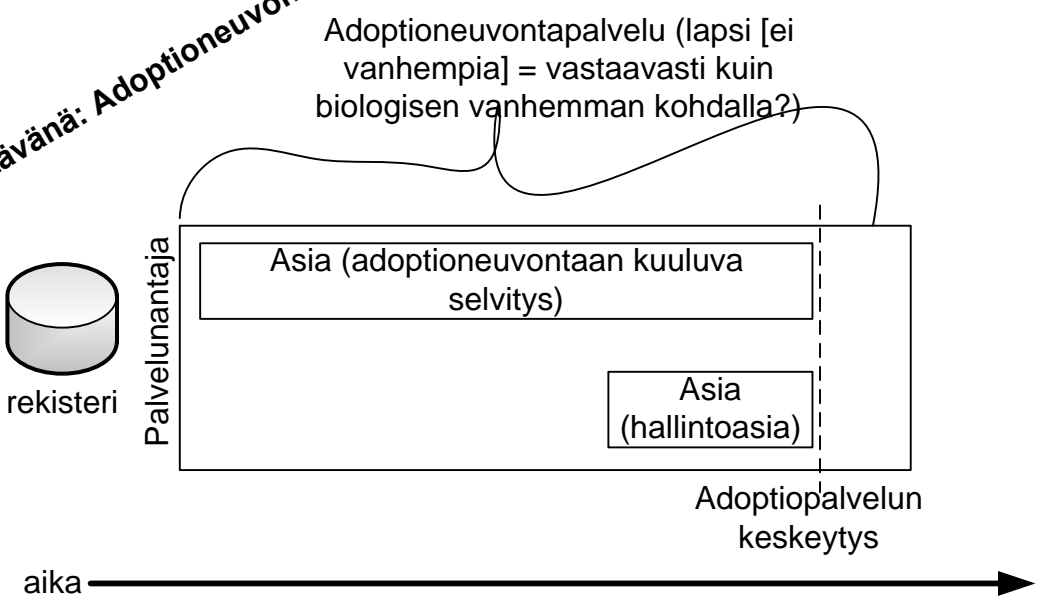 ävänä: Adoptioneuvon
Adoptioneuvontapalvelu (lapsi [ei
vanhempia] = vastaavasti kuin
biologisen vanhemman kohdalla?)
Palvelunantaja
Asia (adoptioneuvontaan kuuluva
selvitys)
rekisteri
Asia
(hallintoasia)
Adoptiopalvelun
keskeytys
aika